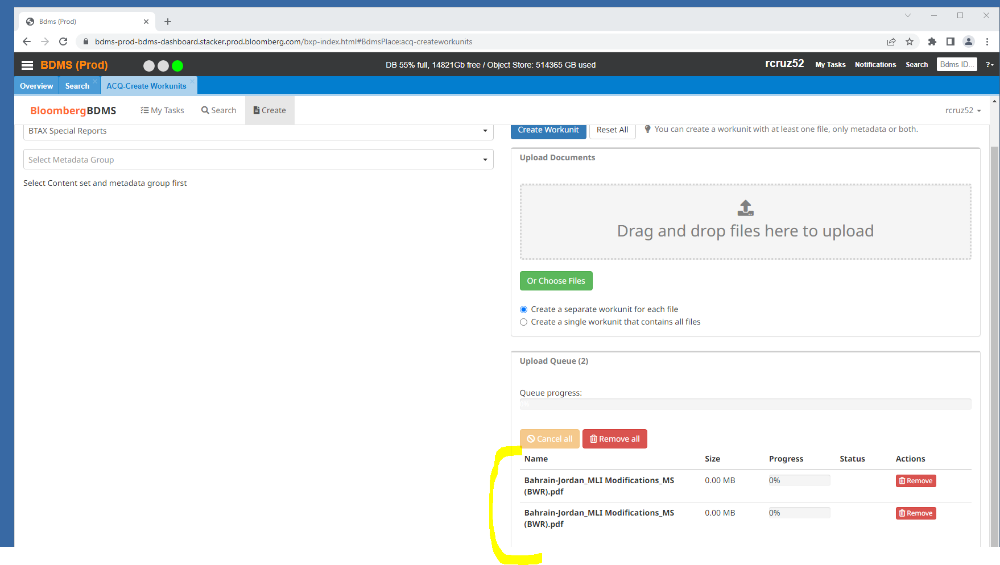 Bdms (Prod)
bdms-prod-bdms-dashboard.stacker.prod.bloomberg.com/bxp-index.html#BdmsPlace:acq-createworkunits
BDMS (Prod)
DB 55% full, 14821Gb free / Object Store: 514365 GB used
rcruz52
My Tasks
Notifications
Search
Bdms ID...
?
Overview
Search
ACQ-Create Workunits
BloombergBDMS
My Tasks
Search
Create
rcruz52
BTAX Special Reports
Create Workunit
Reset All
You can create a workunit with at least one file, only metadata or both.
Select Metadata Group
Select Content set and metadata group first
Upload Documents
Drag and drop files here to upload
Or Choose Files
Create a separate workunit for each file
Create a single workunit that contains all files
Upload Queue (2)
Queue progress:
0%
Cancel all
Remove all
Name Size Progress Status Actions
Bahrain-Jordan_MLI Modifications_MS 0.00 MB 0% Remove
(BWR).pdf
Bahrain-Jordan_MLI Modifications_MS 0.00 MB 0% Remove
(BWR).pdf